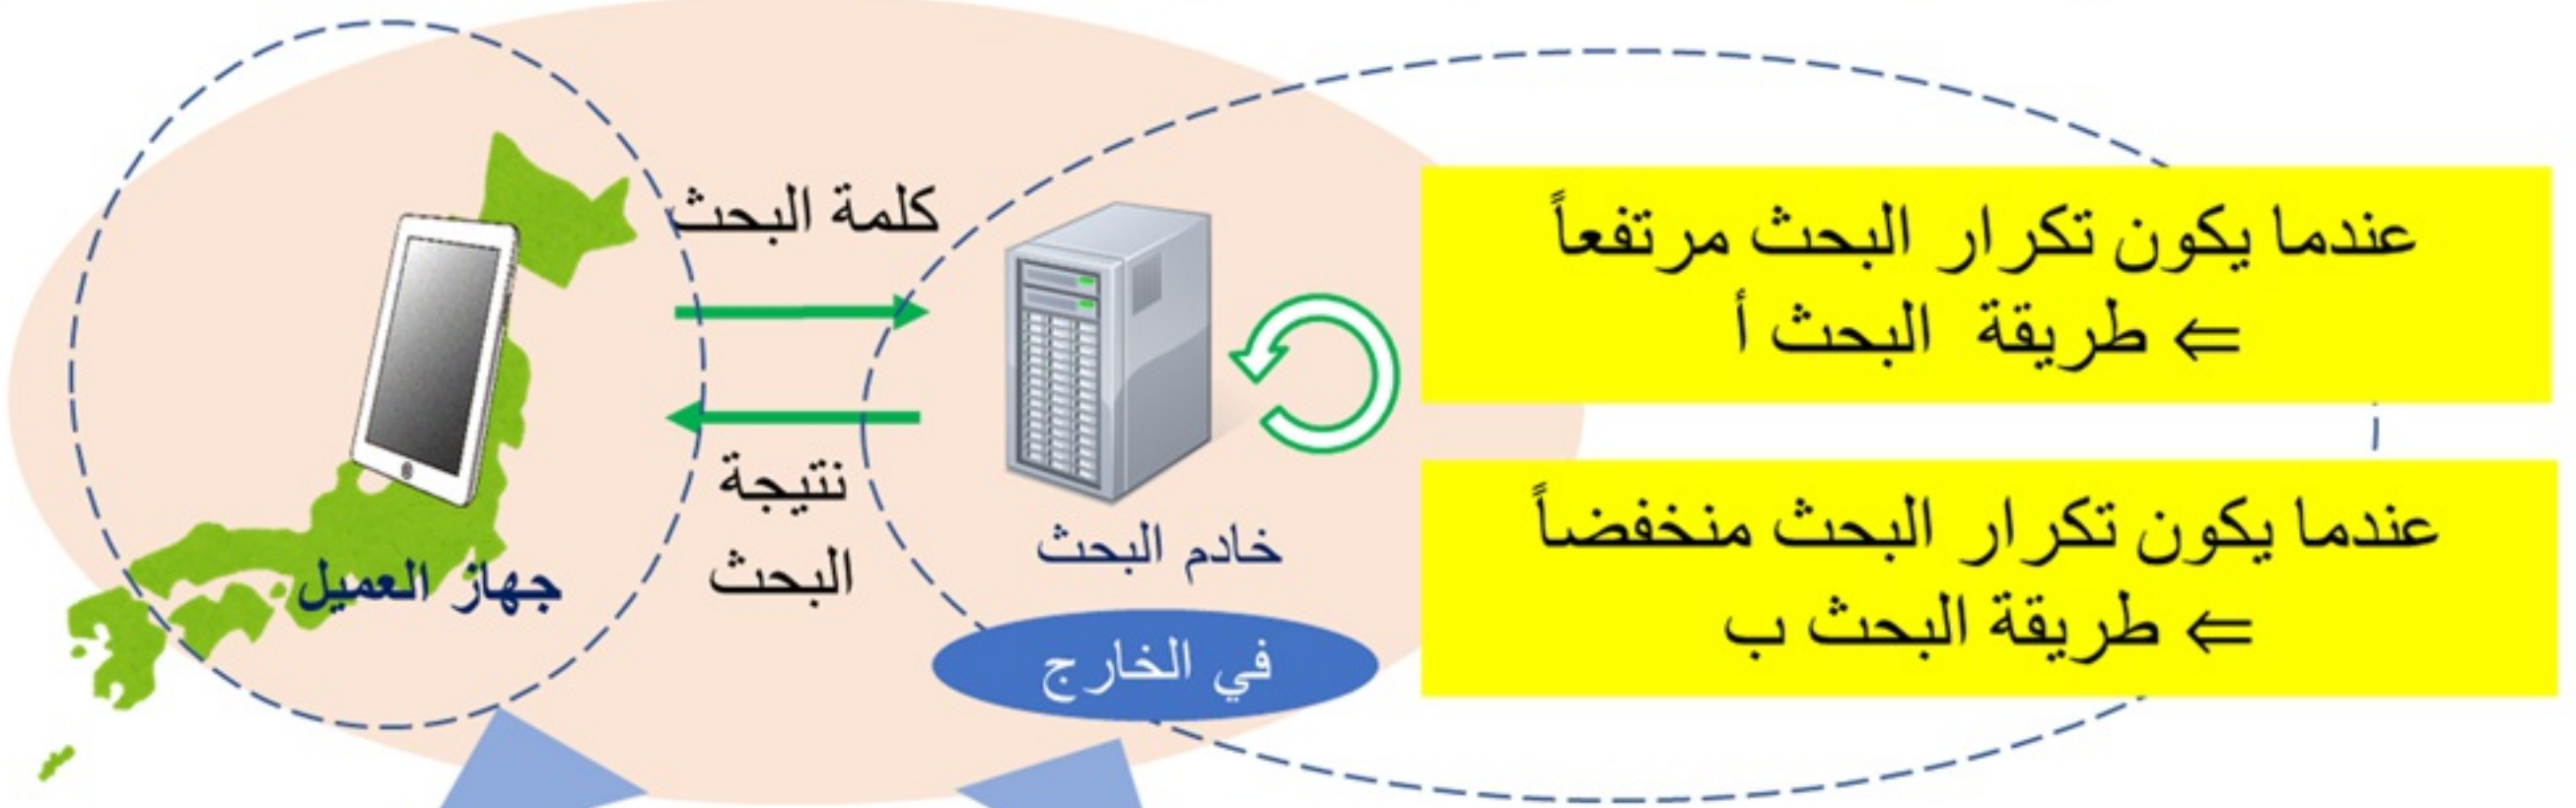 عندما يكون تكرار البحث مرتفعاً
⇐ طريقة البحث أ
عندما يكون تكرار البحث منخفضاً
⇐ طريقة البحث ب
كلمة البحث
نتيجة
البحث
خادم البحث
في الخارج
جهاز العميل